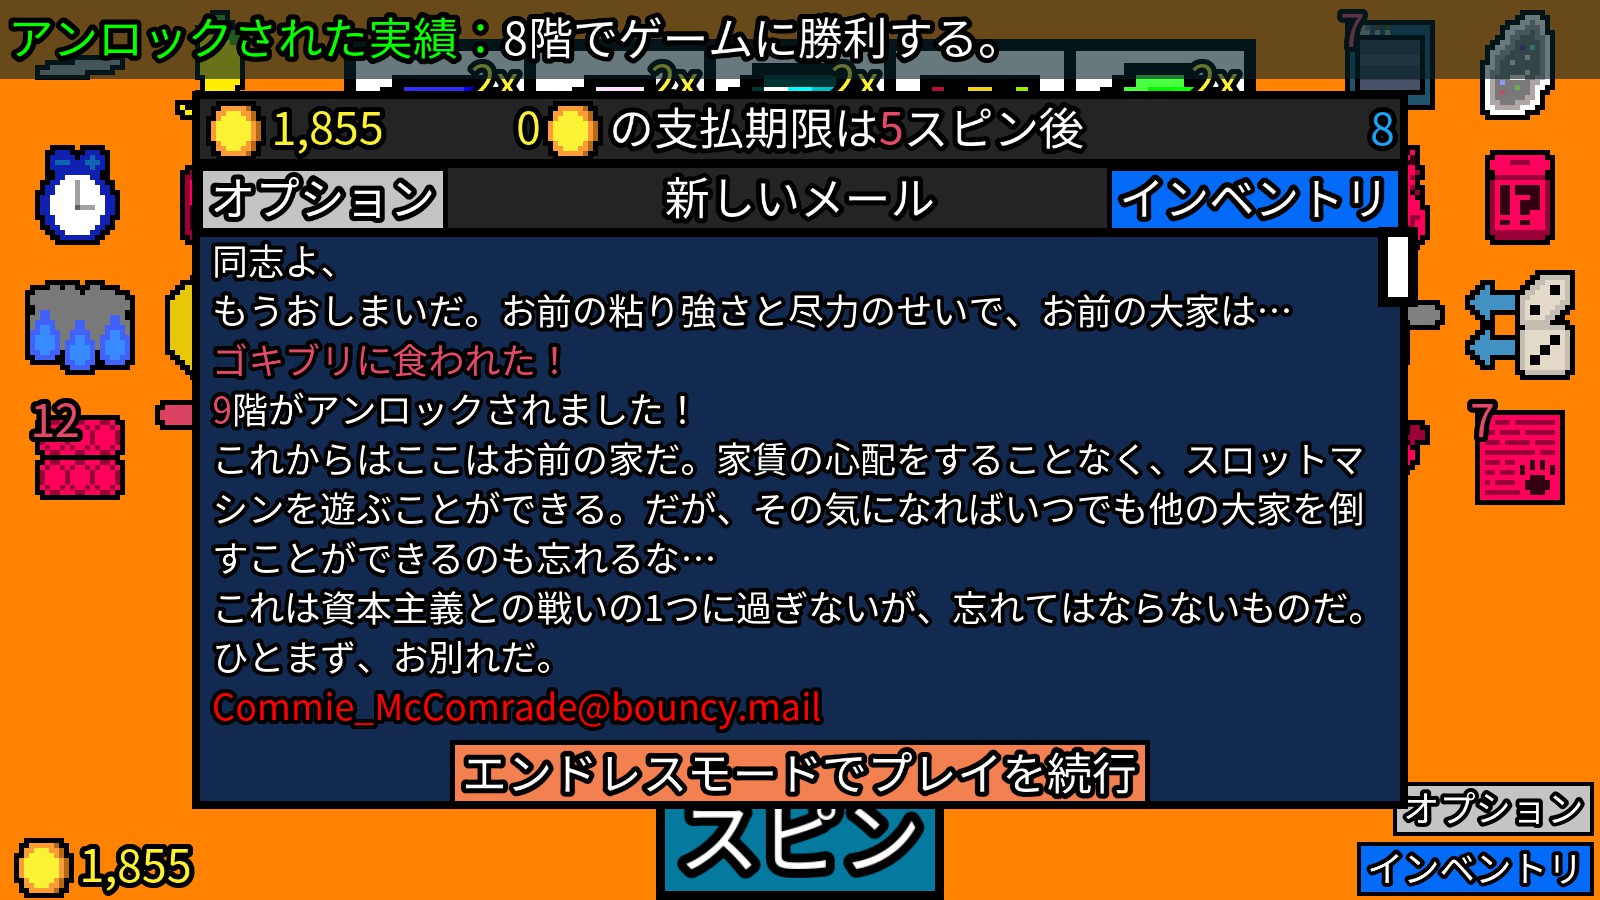 アンロックされた実績：8階でゲームに勝利する。
7
2x 2x 2x 2x
1,855 0 の支払期限は5スピン後 8
オプション 新しいメール インベントリ
同志よ、
もうおしまいだ。お前の粘り強さと尽力のせいで、お前の大家は…
ゴキブリに食われた！
9階がアンロックされました！
これからはここはお前の家だ。家賃の心配をすることなく、スロットマ
シンを遊ぶことができる。だが、その気になればいつでも他の大家を倒
すことができるのも忘れるな…
これは資本主義との戦いの1つに過ぎないが、忘れてはならないものだ。
ひとまず、お別れだ。
Commie_McComrade@bouncy.mail
エンドレスモードでプレイを続行
12
7
スピン
オプション
インベントリ
1,855